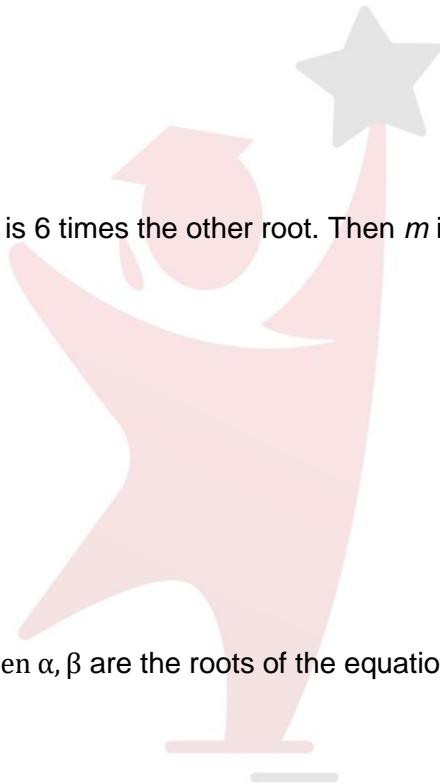 is 6 times the other root. Then m i
en α, β are the roots of the equatio